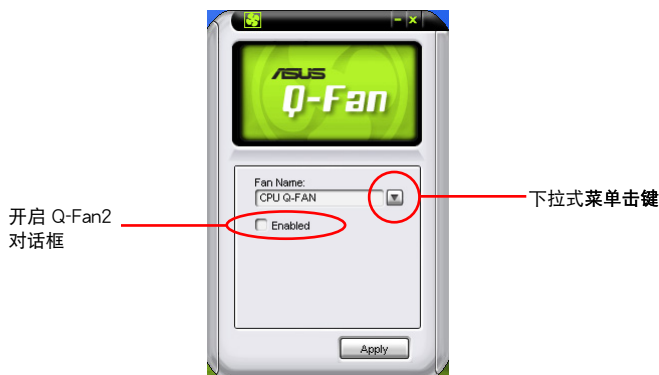 ASUS
Q-Fan
Fan Name:
CPU Q-FAN
Enabled
Apply
开启 Q-Fan2
对话框
下拉式菜单击键